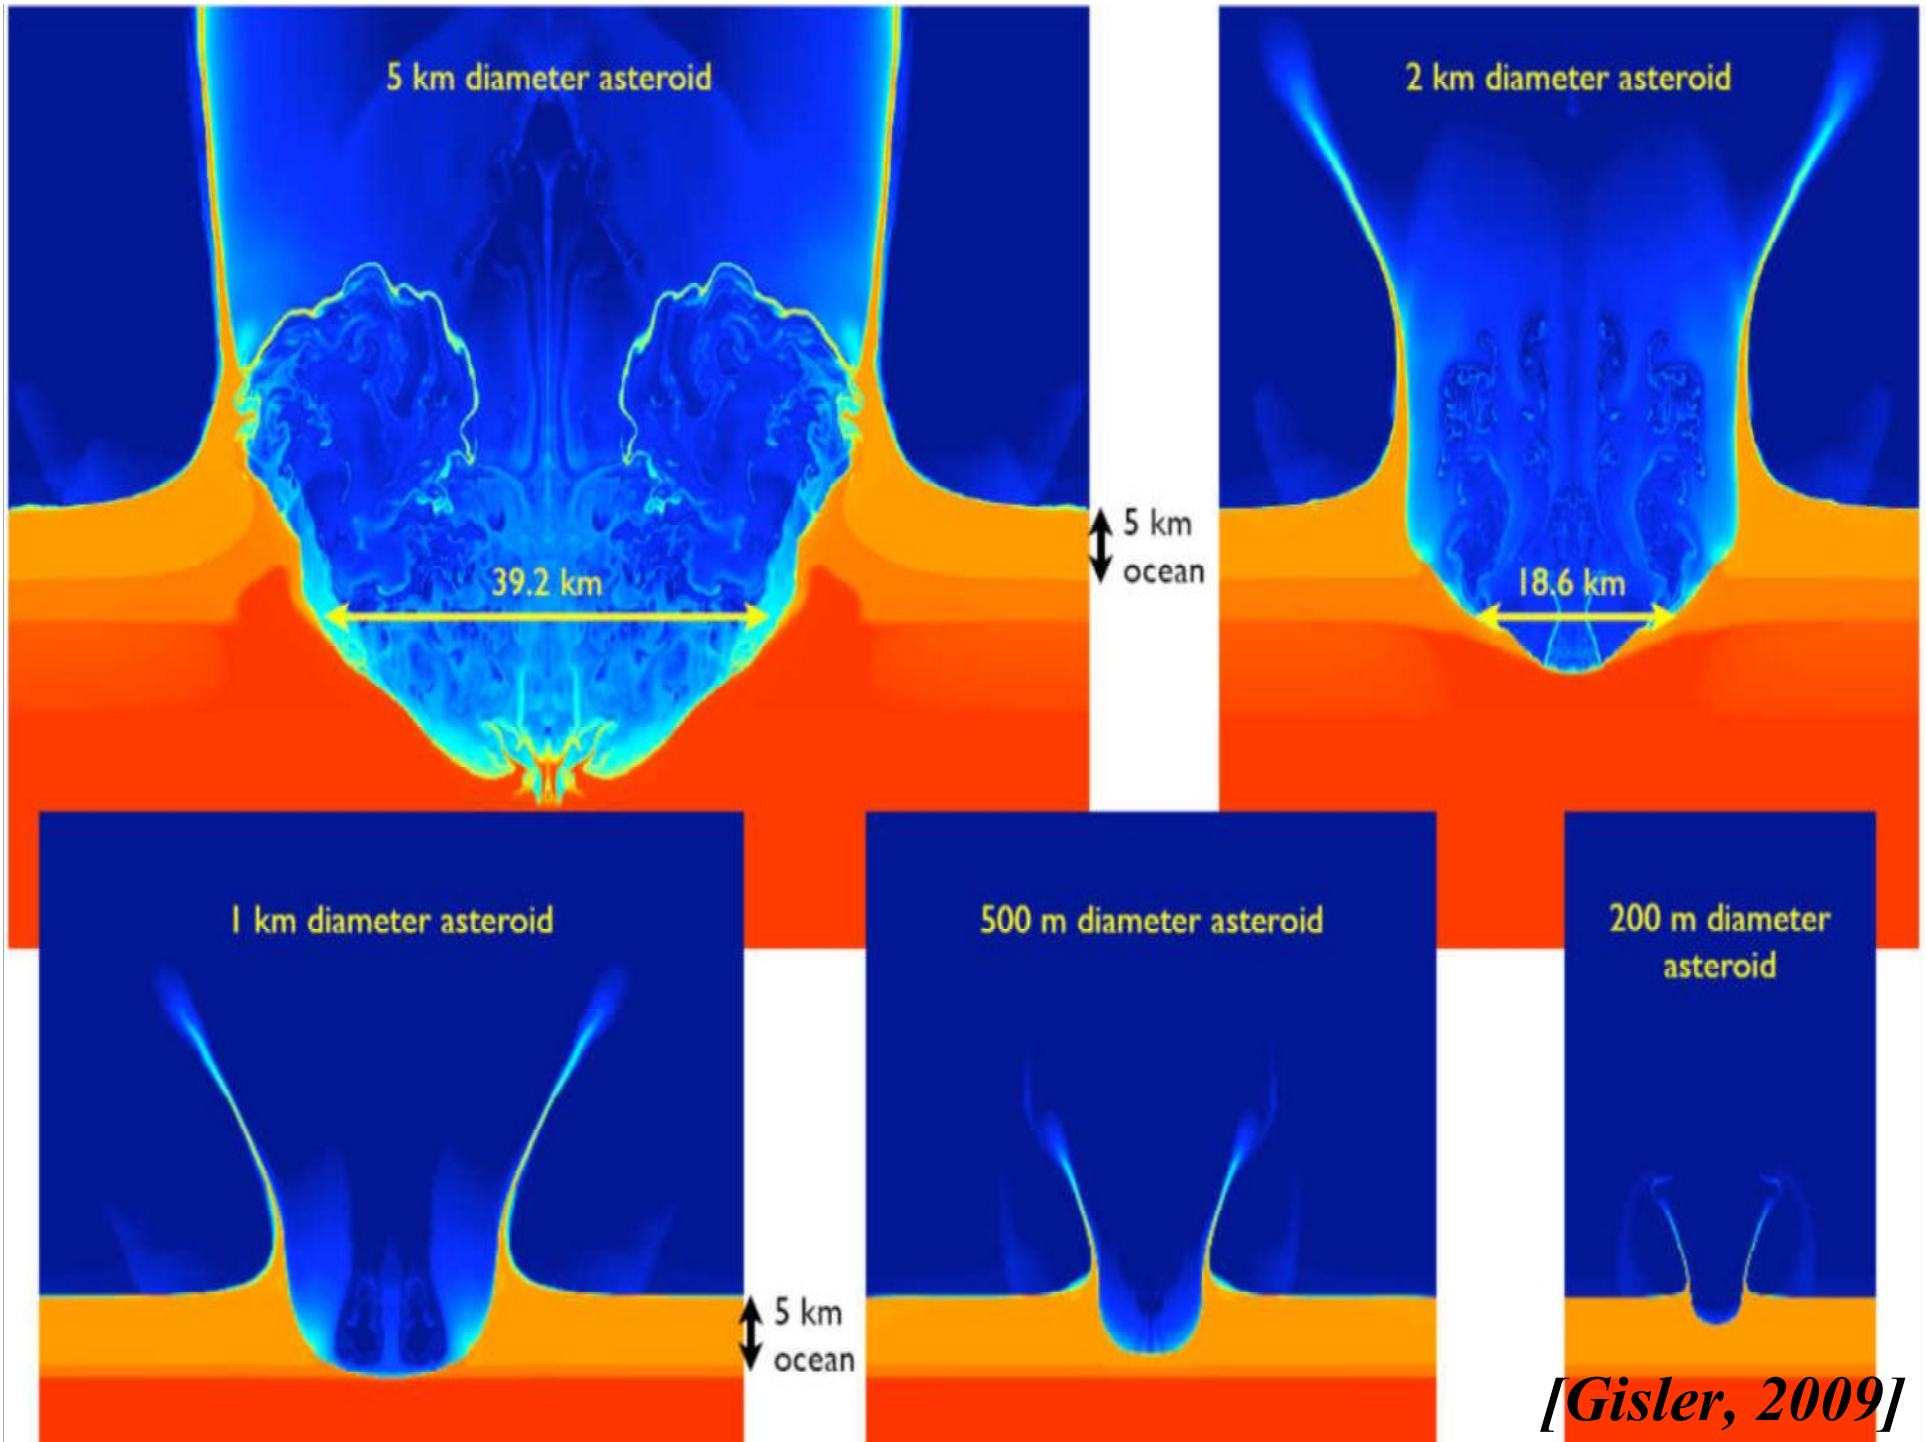 5 km diameter asteroid
2 km diameter asteroid
5 km
ocean
39.2 km
18.6 km
1 km diameter asteroid
500 m diameter asteroid
200 m diameter
asteroid
5 km
ocean
[Gisler, 2009]